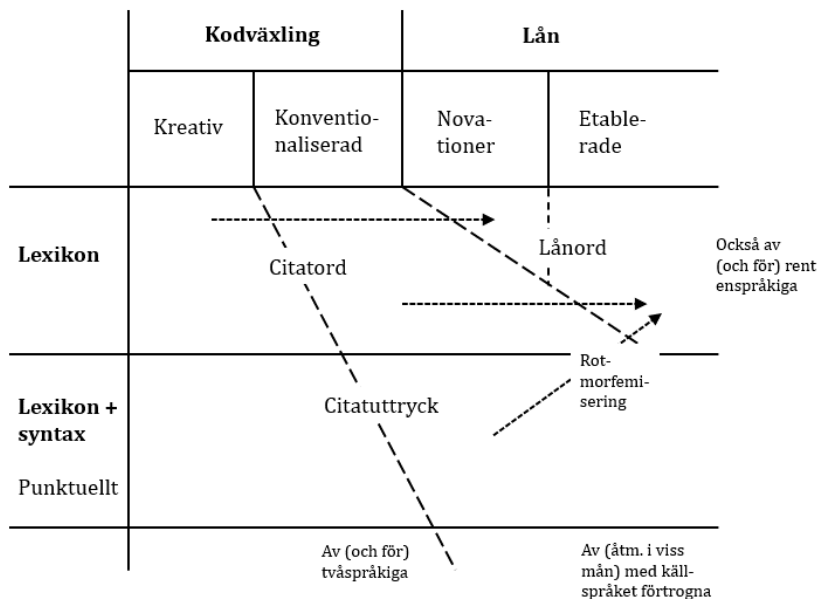 Kodväxling Lån
Kreativ Konventio- Nova- Etable-
naliserad tioner rade
Lexikon
Citatord
Lånord
Också av
(och för) rent
enspråkiga
Rot-
morfemi-
sering
Lexikon +
syntax
Citatuttryck
Punktuellt
Av (och för)
tvåspråkiga
Av (åtm. i viss
mån) med käll-
språket förtrogna